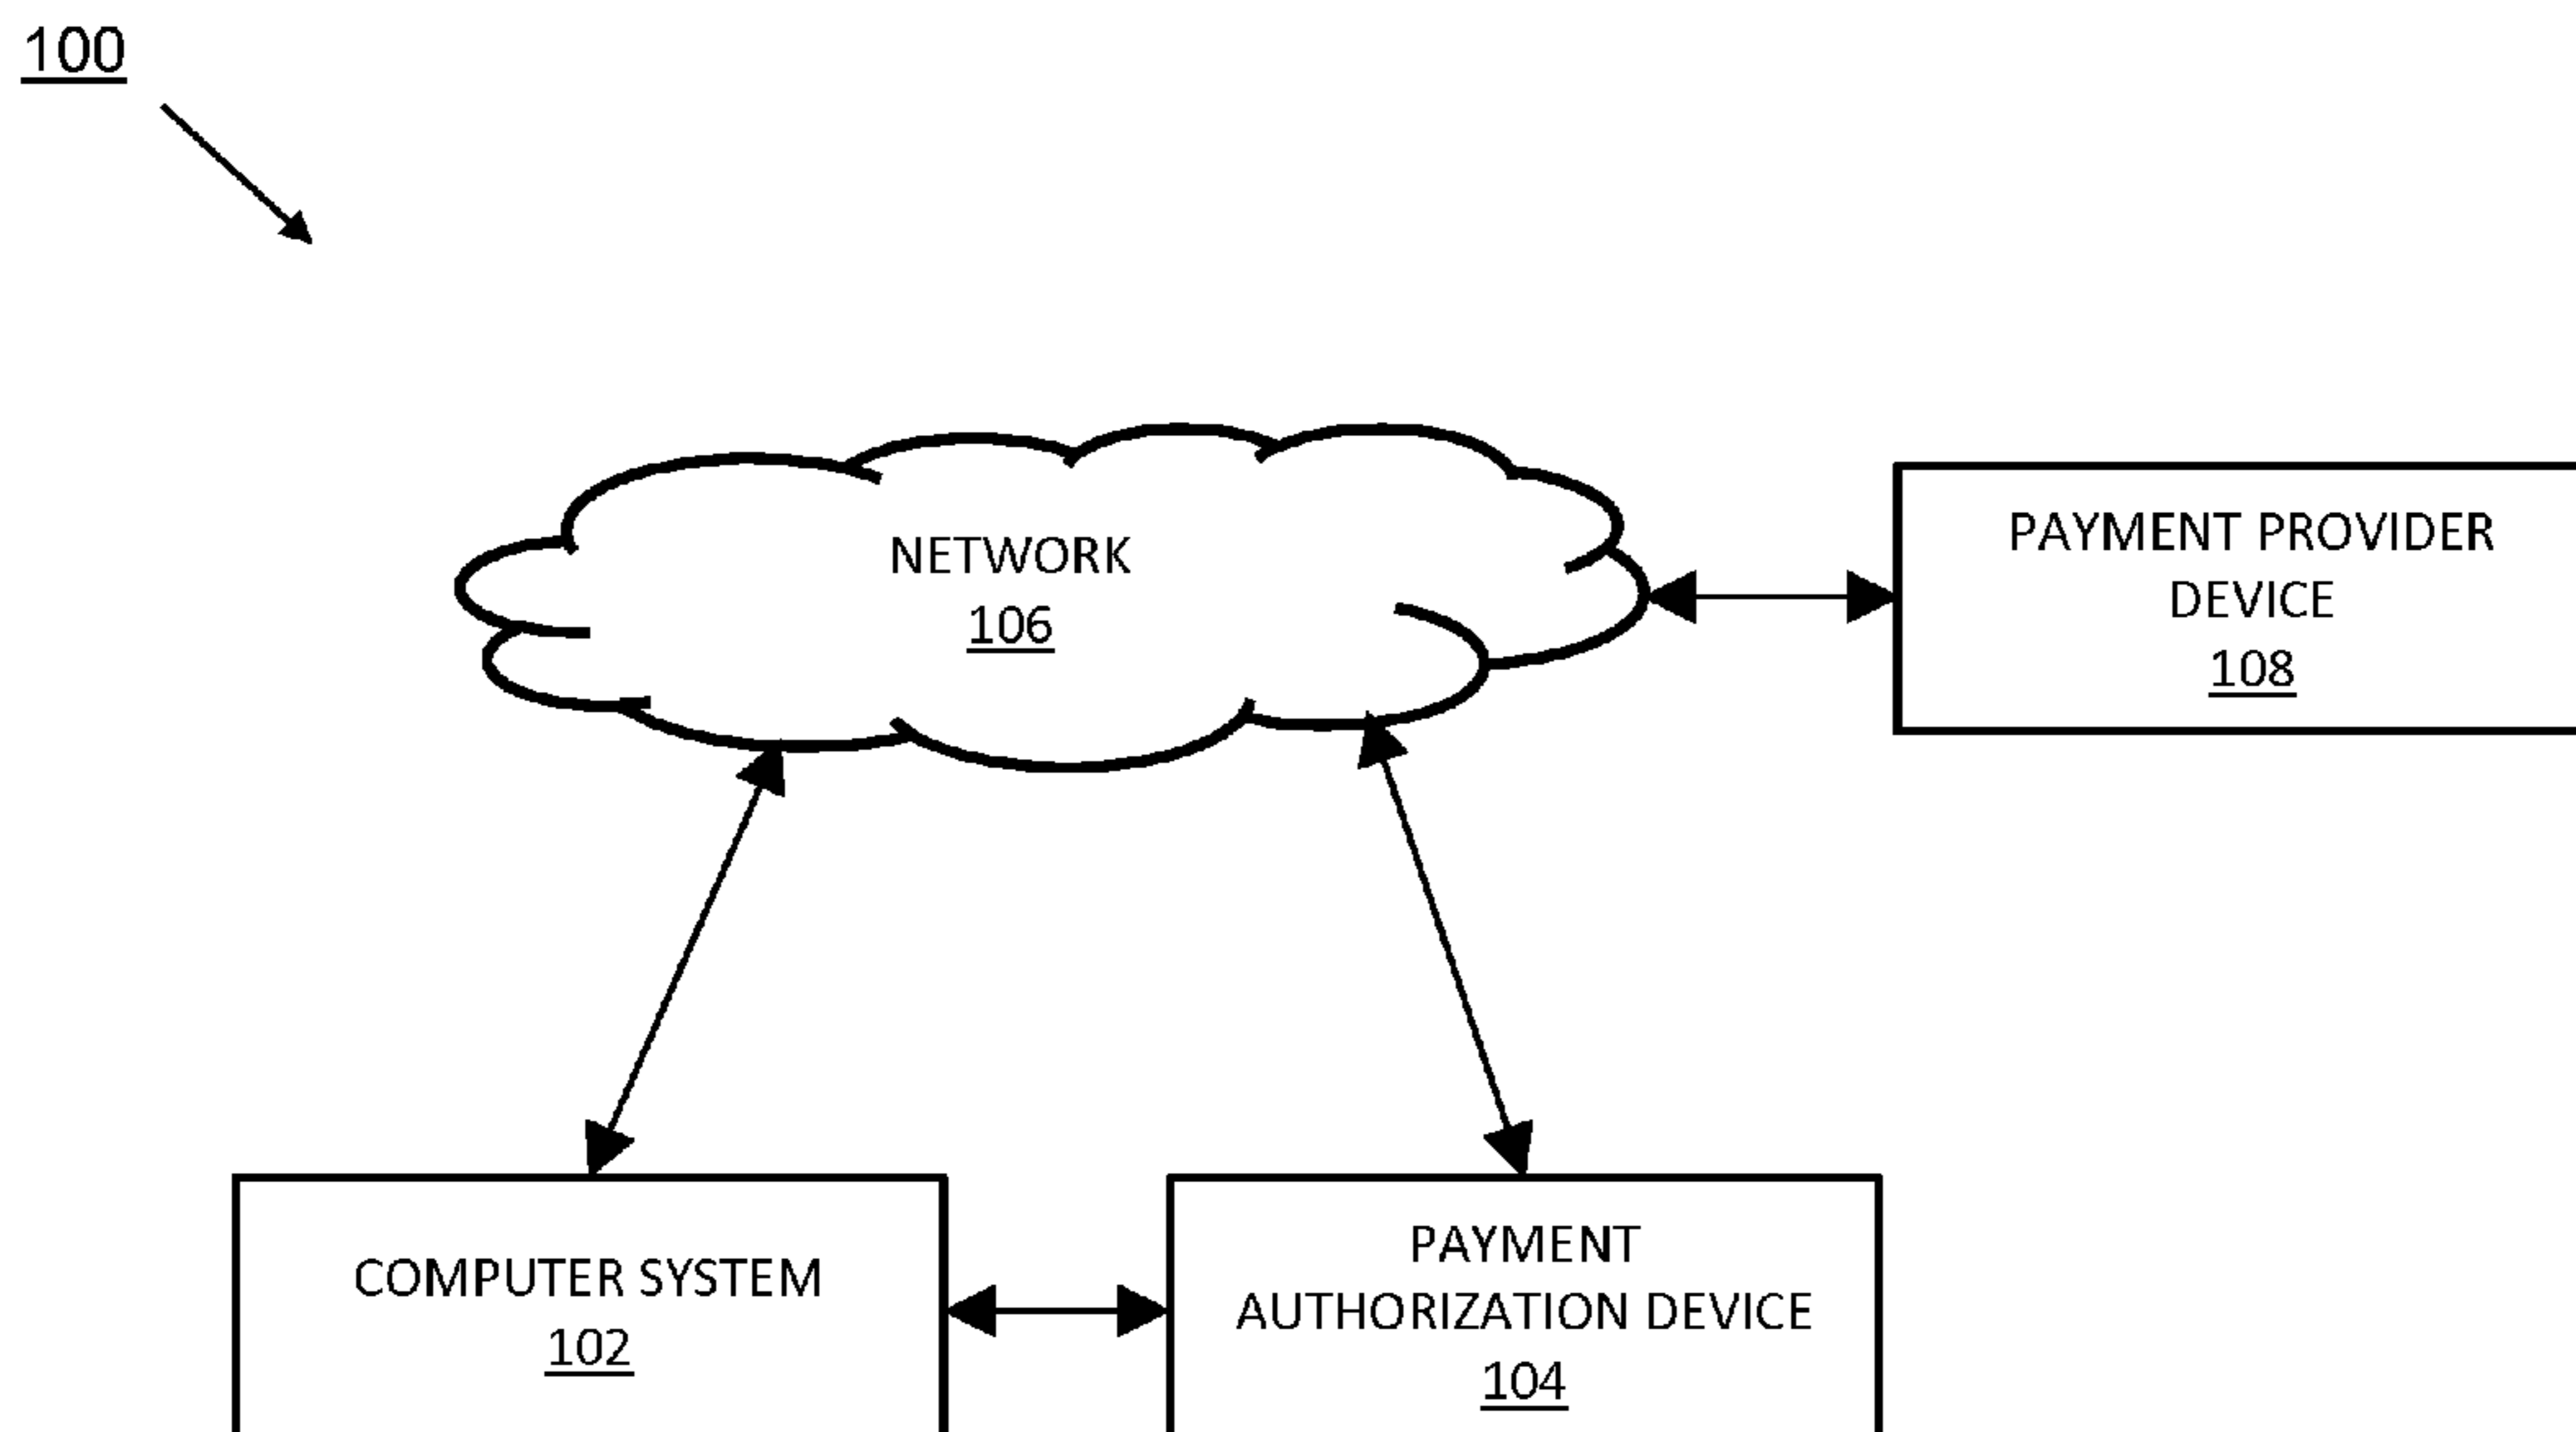 100
NETWORK
106
PAYMENT PROVIDER
DEVICE
108
COMPUTER SYSTEM
102
PAYMENT
AUTHORIZATION DEVICE
104